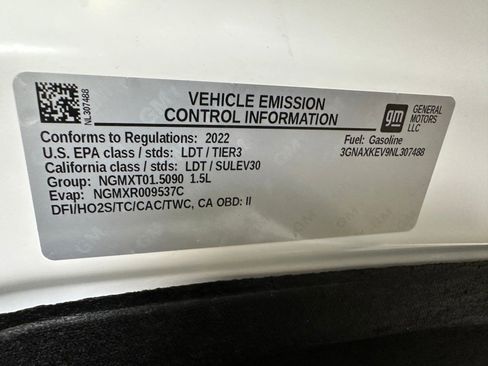 NL307488
VEHICLE EMISSION
CONTROL INFORMATION
gm
GENERAL
MOTORS
LLC
Conforms to Regulations: 2022
Fuel: Gasoline
U.S. EPA class / stds: LDT / TIER3
3GNAXKEV9NL307488
California class / stds: LDT / SULEV30
Group: NGMXT01.5090 1.5L
Evap: NGMXR009537C
DFI/HO2S/TC/CAC/TWC, CA OBD: II